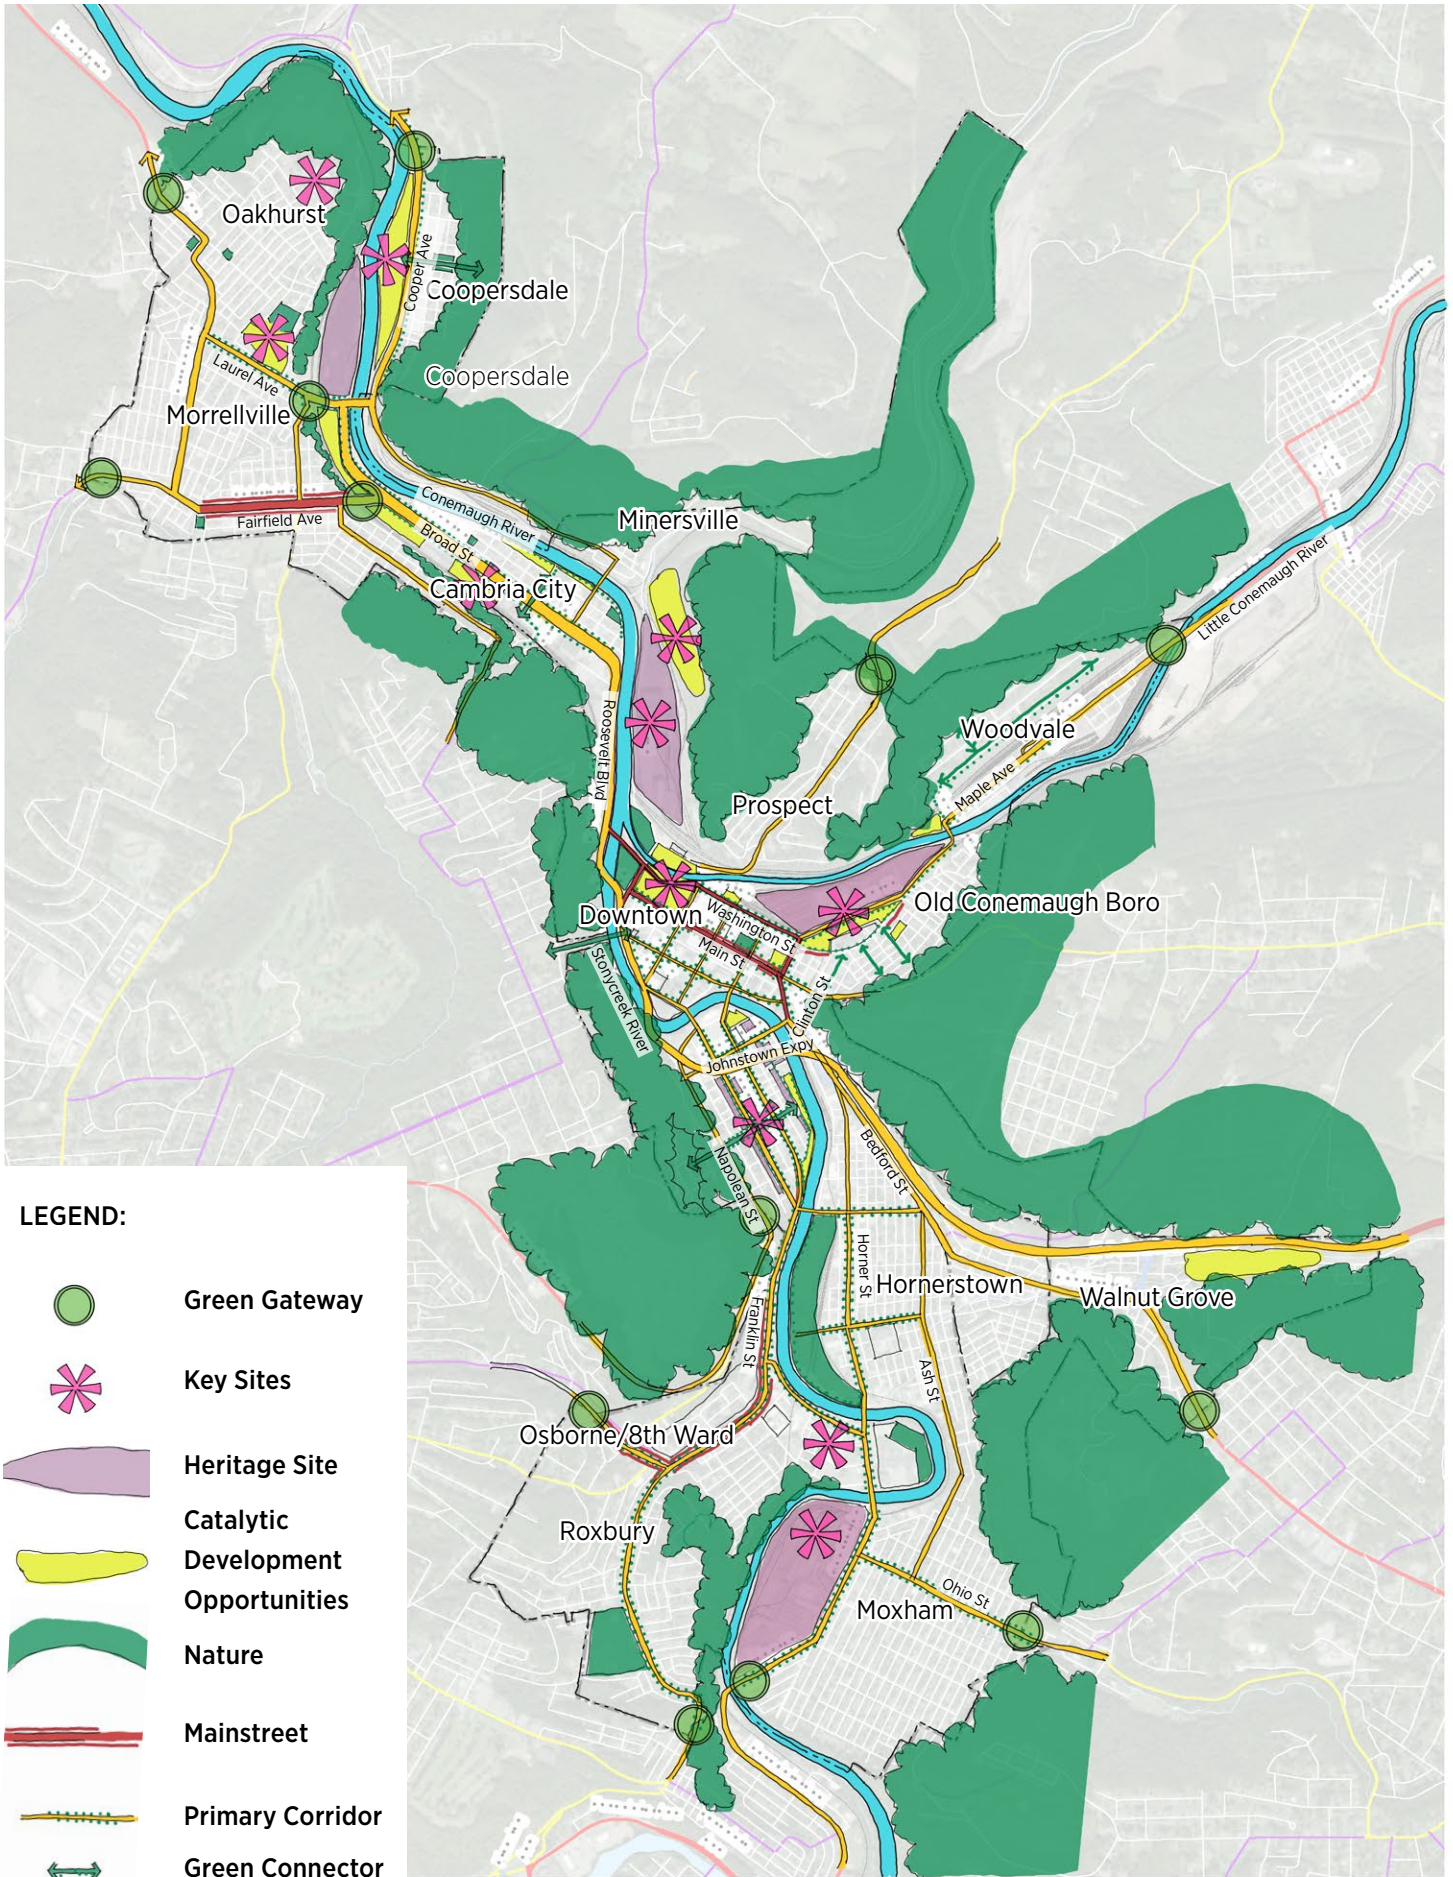 Oakhurst
Cooper Ave
Coopersdale
Laurel Ave
Coopersdale
Morrellville
Conemaugh River
Fairfield Ave
Minersville
Broad St
Little Conemaugh River
Cambria City
Roosevelt Blvd
Woodvale
Maple Ave
Prospect
Old Conemaugh Boro
Downtown
Washington St
Main St
Stonycreek River
Clinton St
Johnstown Expy
Bedford St
Napolean St
Horner St
Hornerstown
Walnut Grove
Franklin St
Ash St
Osborne/8th Ward
Roxbury
Ohio St
Moxham
LEGEND:
Green Gateway
Key Sites
Heritage Site
Catalytic
Development
Opportunities
Nature
Mainstreet
Primary Corridor
Green Connector